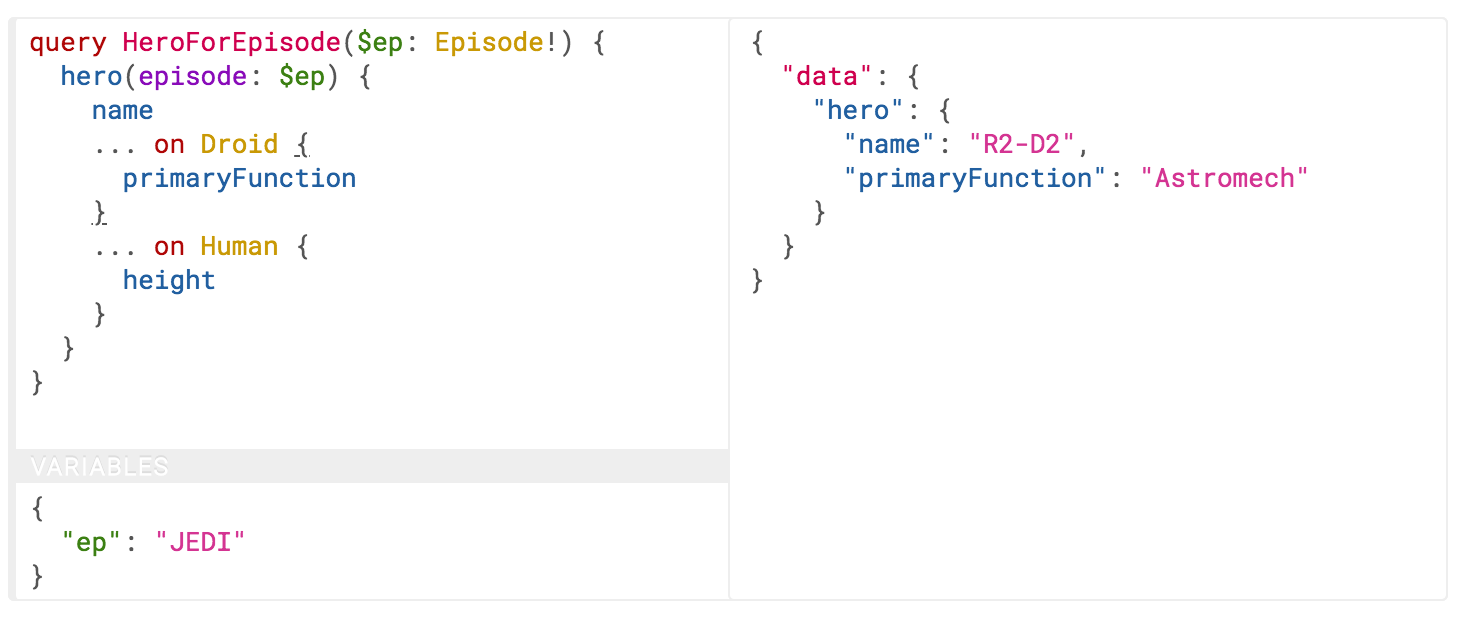 query HeroForEpisode($ep: Episode!) {
  hero(episode: $ep) {
    name
    ... on Droid {
      primaryFunction
    }
    ... on Human {
      height
    }
  }
}
VARIABLES
{
  "ep": "JEDI"
}
{
  "data": {
    "hero": {
      "name": "R2-D2",
      "primaryFunction": "Astromech"
    }
  }
}